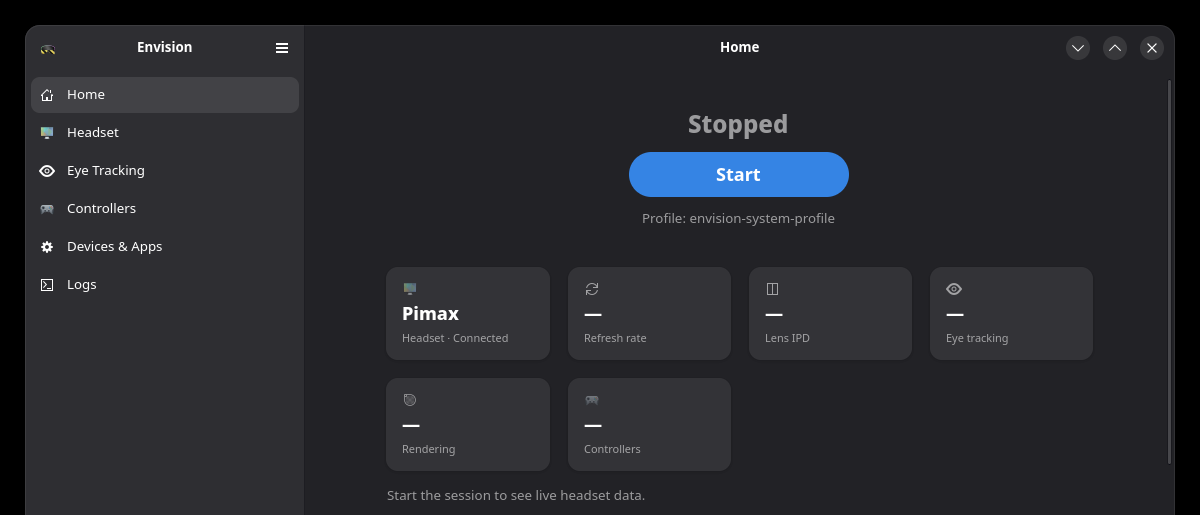 Envision
Home
Home
Headset
Eye Tracking
Controllers
Devices & Apps
Logs
Stopped
Start
Profile: envision-system-profile
Pimax
Headset · Connected
—
Refresh rate
—
Lens IPD
—
Eye tracking
—
Rendering
—
Controllers
Start the session to see live headset data.